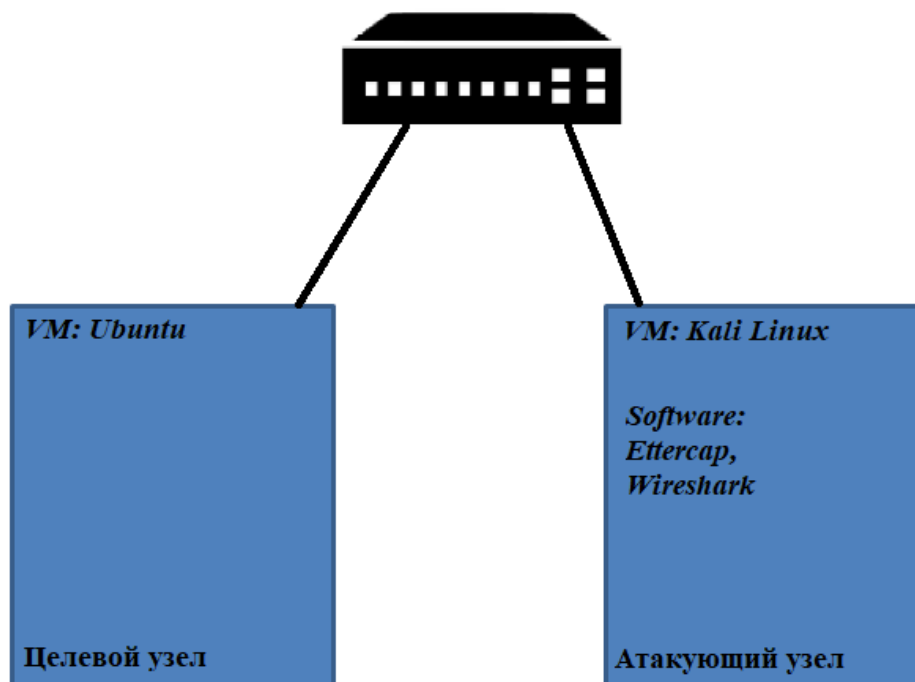 VM: Ubuntu
Целевой узел
VM: Kali Linux
Software:
Ettercap,
Wireshark
Атакующий узел